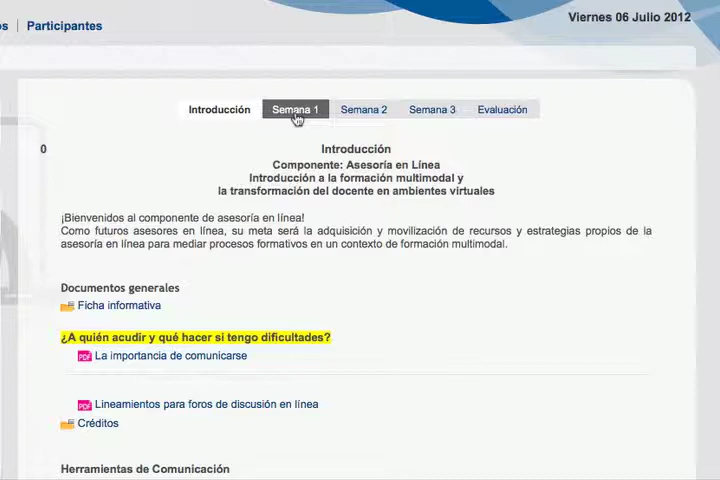 Viernes 06 Julio 2012
os | Participantes
Introducción Semana 1 Semana 2 Semana 3 Evaluación
0 Introducción
Componente: Asesoría en Línea
Introducción a la formación multimodal y
la transformación del docente en ambientes virtuales
¡Bienvenidos al componente de asesoría en línea!
Como futuros asesores en línea, su meta será la adquisición y movilización de recursos y estrategias propios de la
asesoría en línea para mediar procesos formativos en un contexto de formación multimodal.
Documentos generales
Ficha informativa
¿A quién acudir y qué hacer si tengo dificultades?
PDF La importancia de comunicarse
PDF Lineamientos para foros de discusión en línea
Créditos
Herramientas de Comunicación